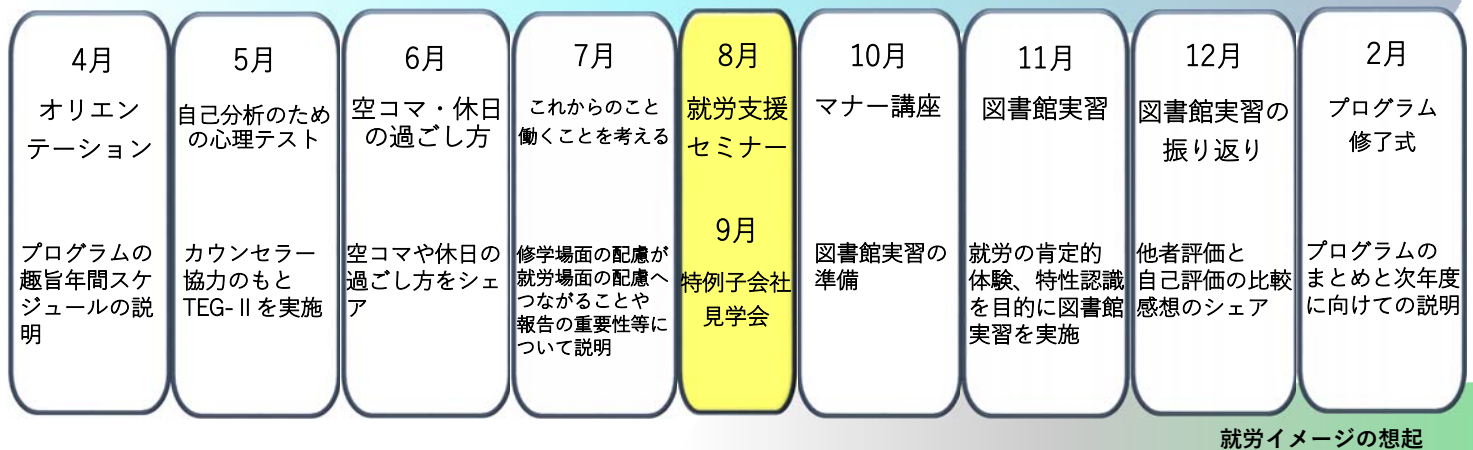 4月
オリエン
テーション
プログラムの
趣旨年間スケ
ジュールの説
明
5月
自己分析のため
の心理テスト
カウンセラー
協力のもと
TEG-Ⅱを実施
6月
空コマ・休日
の過ごし方
空コマや休日の
過ごし方をシェ
ア
7月
これからのこと
働くことを考える
修学場面の配慮が
就労場面の配慮へ
つながることや
報告の重要性等に
ついて説明
8月
就労支援
セミナー
9月
特例子会社
見学会
10月
マナー講座
図書館実習の
準備
11月
図書館実習
就労の肯定的
体験、特性認識
を目的に図書館
実習を実施
12月
図書館実習の
振り返り
他者評価と
自己評価の比較
感想のシェア
2月
プログラム
修了式
プログラムの
まとめと次年度
に向けての説明
就労イメージの想起